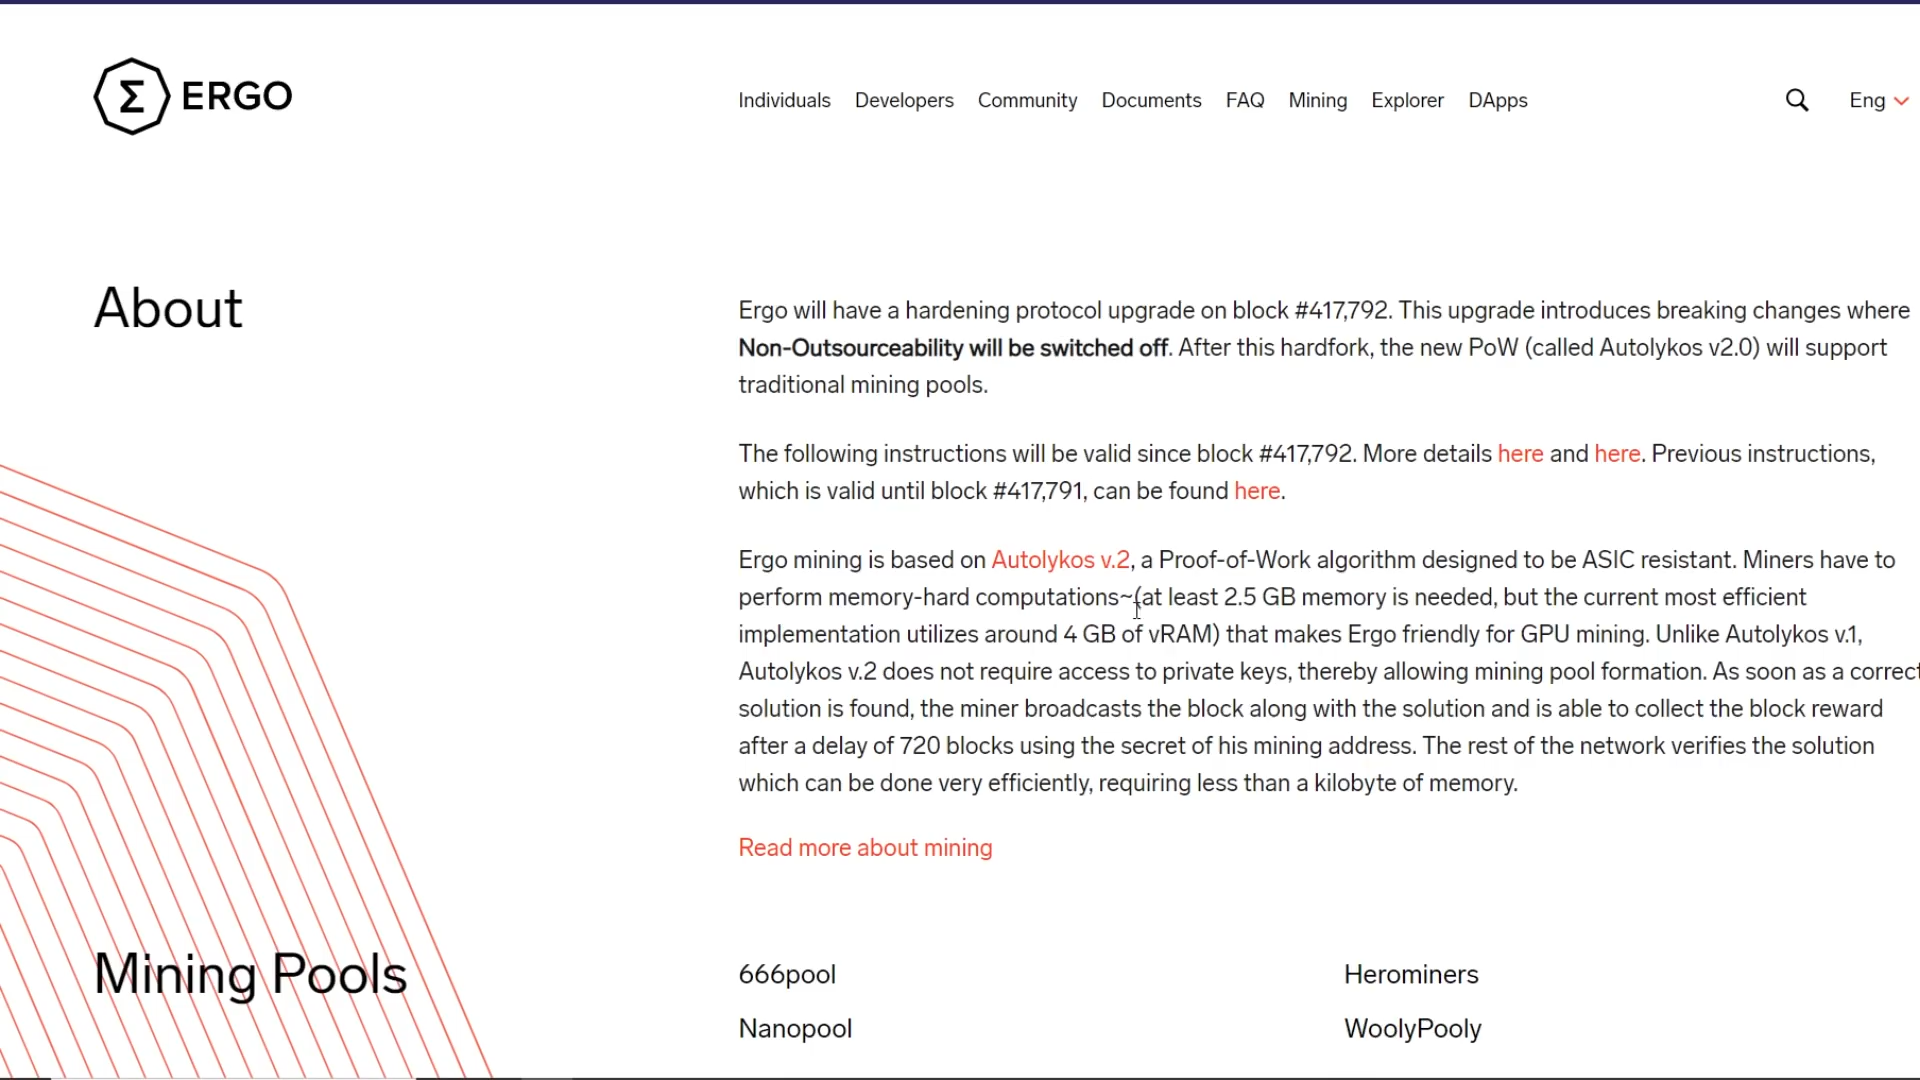 Σ ERGO
Individuals Developers Community Documents FAQ Mining Explorer DApps
Eng
About
Ergo will have a hardening protocol upgrade on block #417,792. This upgrade introduces breaking changes where
Non-Outsourceability will be switched off. After this hardfork, the new PoW (called Autolykos v2.0) will support
traditional mining pools.
The following instructions will be valid since block #417,792. More details here and here. Previous instructions,
which is valid until block #417,791, can be found here.
Ergo mining is based on Autolykos v.2, a Proof-of-Work algorithm designed to be ASIC resistant. Miners have to
perform memory-hard computations~(at least 2.5 GB memory is needed, but the current most efficient
implementation utilizes around 4 GB of vRAM) that makes Ergo friendly for GPU mining. Unlike Autolykos v.1,
Autolykos v.2 does not require access to private keys, thereby allowing mining pool formation. As soon as a correct
solution is found, the miner broadcasts the block along with the solution and is able to collect the block reward
after a delay of 720 blocks using the secret of his mining address. The rest of the network verifies the solution
which can be done very efficiently, requiring less than a kilobyte of memory.
Read more about mining
Mining Pools
666pool
Herominers
Nanopool
WoolyPooly